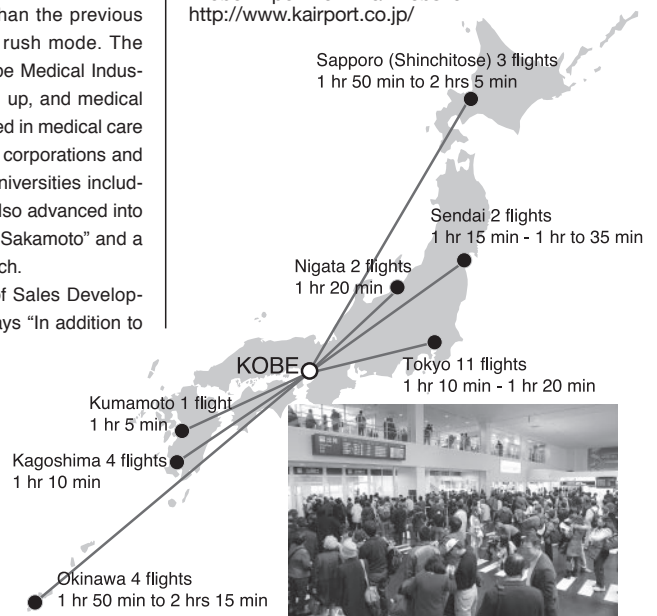 han the previous
rush mode. The
be Medical Indus-
up, and medical
ed in medical care
corporations and
niversities includ-
lso advanced into
Sakamoto” and a
ch.
of Sales Develop-
ays “In addition to
http://www.kairport.co.jp/
Sapporo (Shinchitose) 3 flights
1 hr 50 min to 2 hrs 5 min
Sendai 2 flights
1 hr 15 min - 1 hr to 35 min
Nigata 2 flights
1 hr 20 min
KOBE
Tokyo 11 flights
1 hr 10 min - 1 hr 20 min
Kumamoto 1 flight
1 hr 5 min
Kagoshima 4 flights
1 hr 10 min
Okinawa 4 flights
1 hr 50 min to 2 hrs 15 min